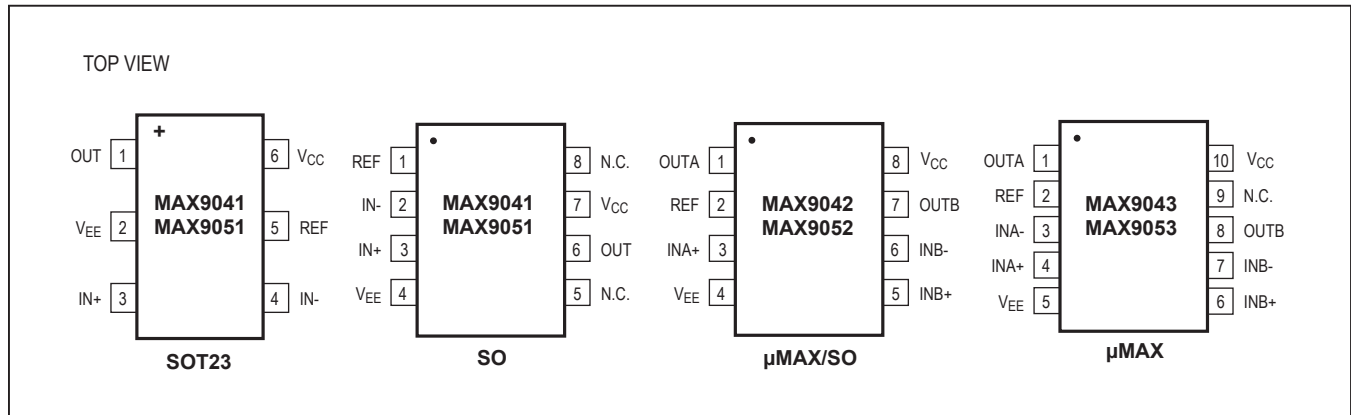 TOP VIEW
+
OUT 1
VEE 2
IN+ 3
MAX9041
MAX9051
6 VCC
5 REF
4 IN-
SOT23
REF 1
IN- 2
IN+ 3
VEE 4
MAX9041
MAX9051
8 N.C.
7 VCC
6 OUT
5 N.C.
SO
OUTA 1
REF 2
INA+ 3
VEE 4
MAX9042
MAX9052
8 VCC
7 OUTB
6 INB-
5 INB+
µMAX/SO
OUTA 1
REF 2
INA- 3
INA+ 4
VEE 5
MAX9043
MAX9053
10 VCC
9 N.C.
8 OUTB
7 INB-
6 INB+
µMAX